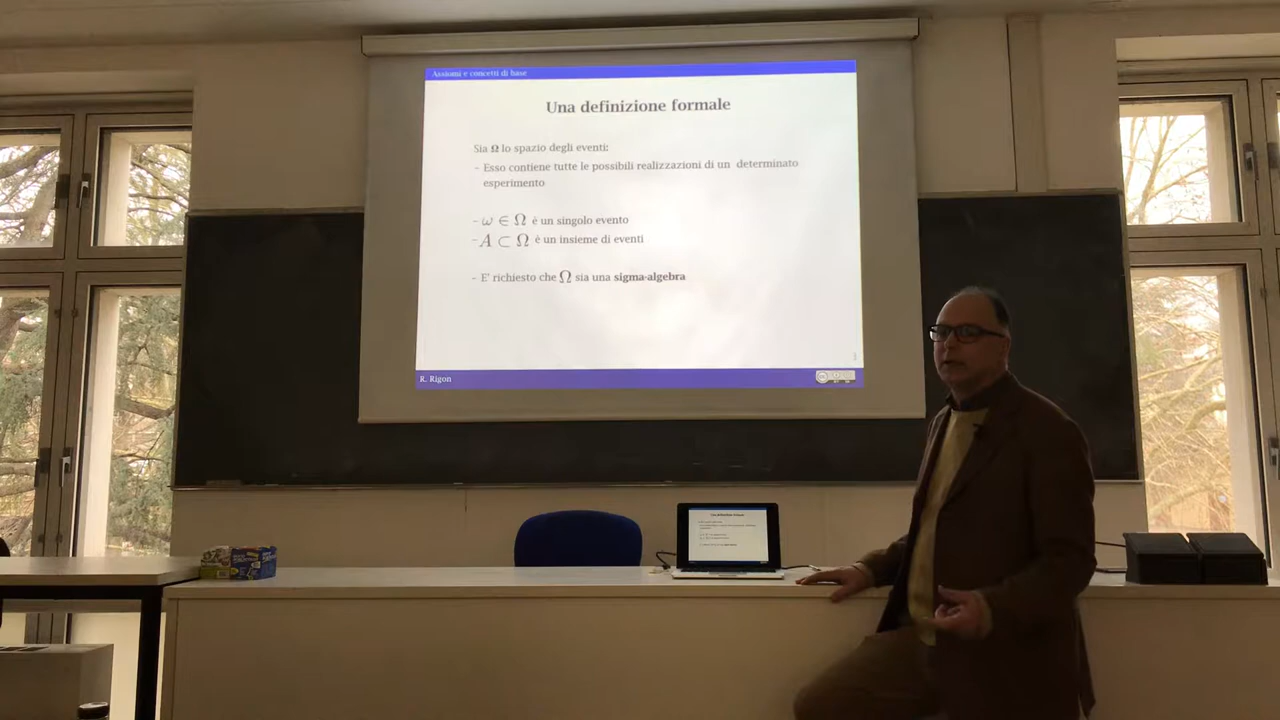 Assiomi e concetti di base
Una definizione formale
Sia Ω lo spazio degli eventi:
- Esso contiene tutte le possibili realizzazioni di un determinato
esperimento
- ω ∈ Ω è un singolo evento
- A ⊂ Ω è un insieme di eventi
- E' richiesto che Ω sia una sigma-algebra
R. Rigon